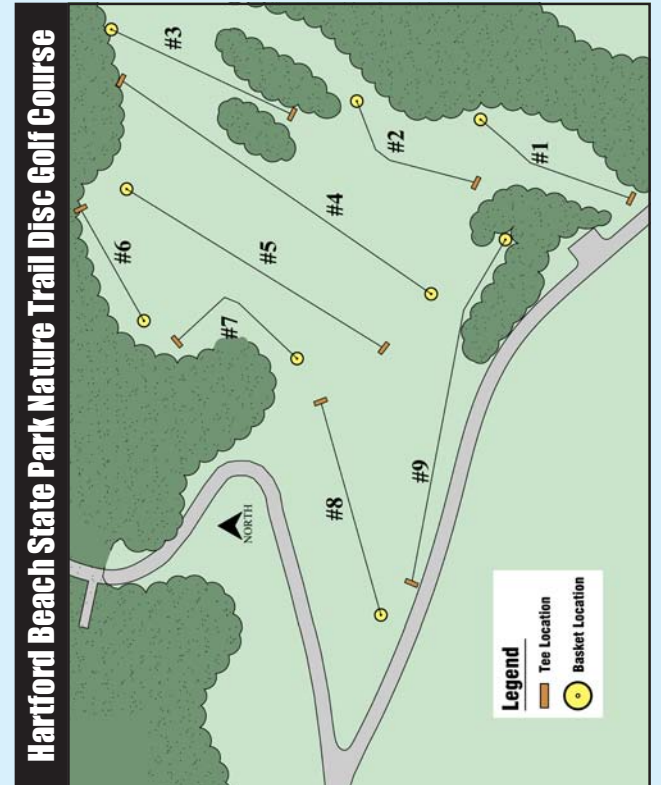 Hartford Beach State Park Nature Trail Disc Golf Course
#1
#2
#3
#4
#5
#6
#7
#8
#9
NORTH
Legend
Tee Location
Basket Location